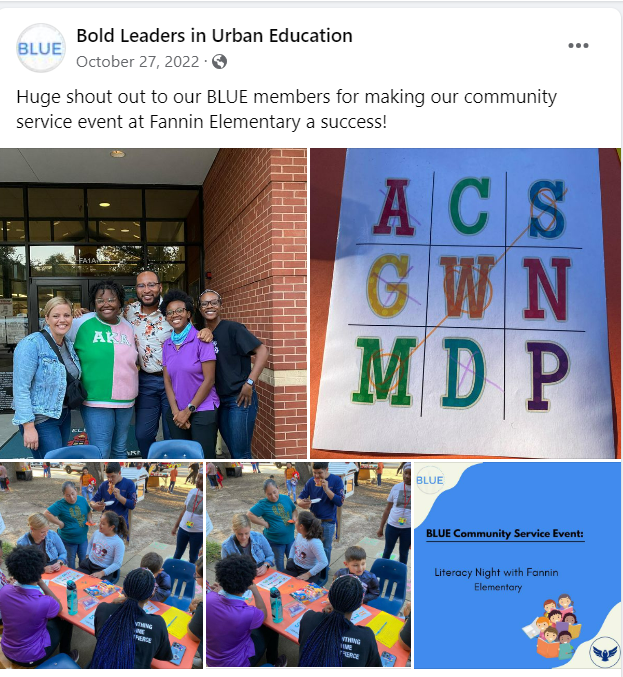 BLUE
Bold Leaders in Urban Education
October 27, 2022
Huge shout out to our BLUE members for making our community
service event at Fannin Elementary a success!
AKA
A C S
G W N
M D P
BLUE
BLUE Community Service Event:
Literacy Night with Fannin
Elementary